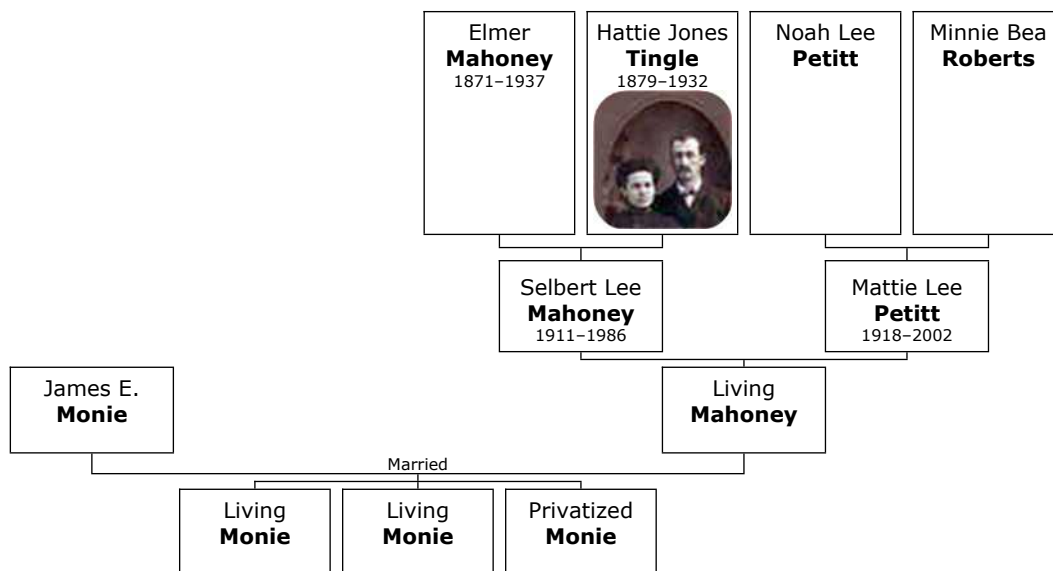 Elmer
Mahoney
1871–1937
Hattie Jones
Tingle
1879–1932
Noah Lee
Petitt
Minnie Bea
Roberts
Selbert Lee
Mahoney
1911–1986
Mattie Lee
Petitt
1918–2002
James E.
Monie
Living
Mahoney
Married
Living
Monie
Living
Monie
Privatized
Monie